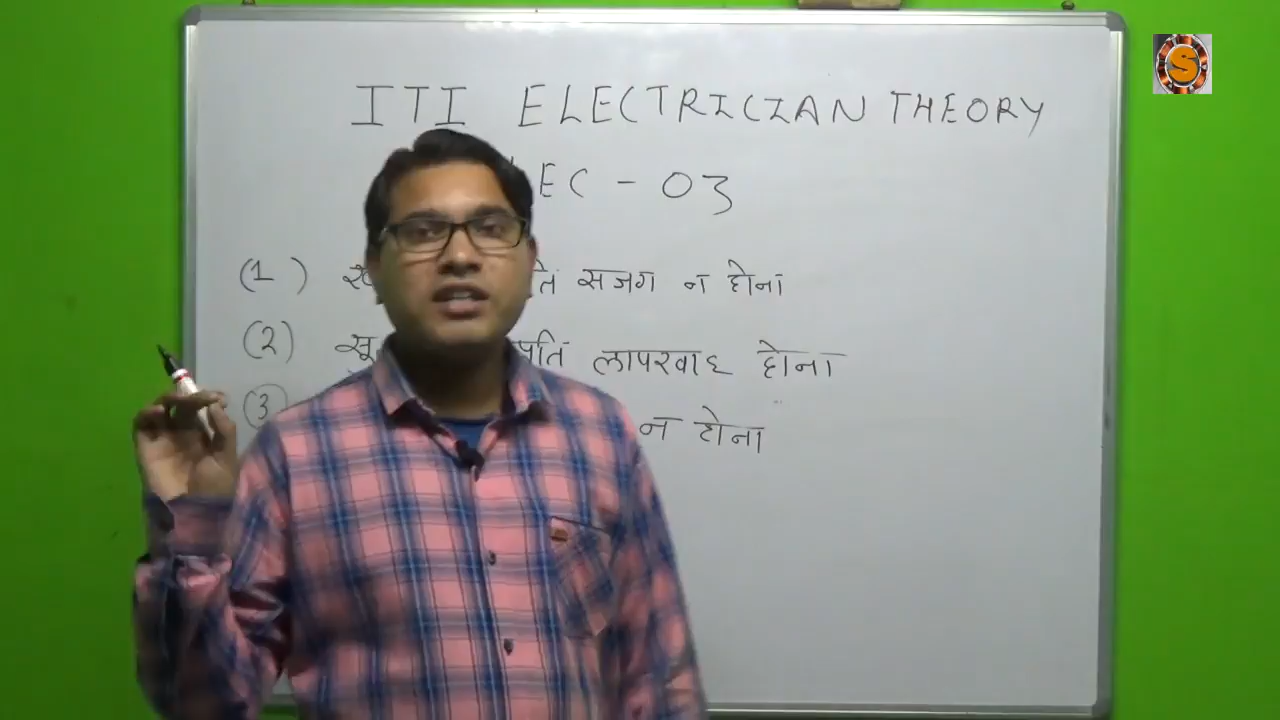 ITI ELECTRICIAN THEORY
EC - 03
(1) सजग न होना
(2) प्रति लापरवाह होना
(3) न होना
S